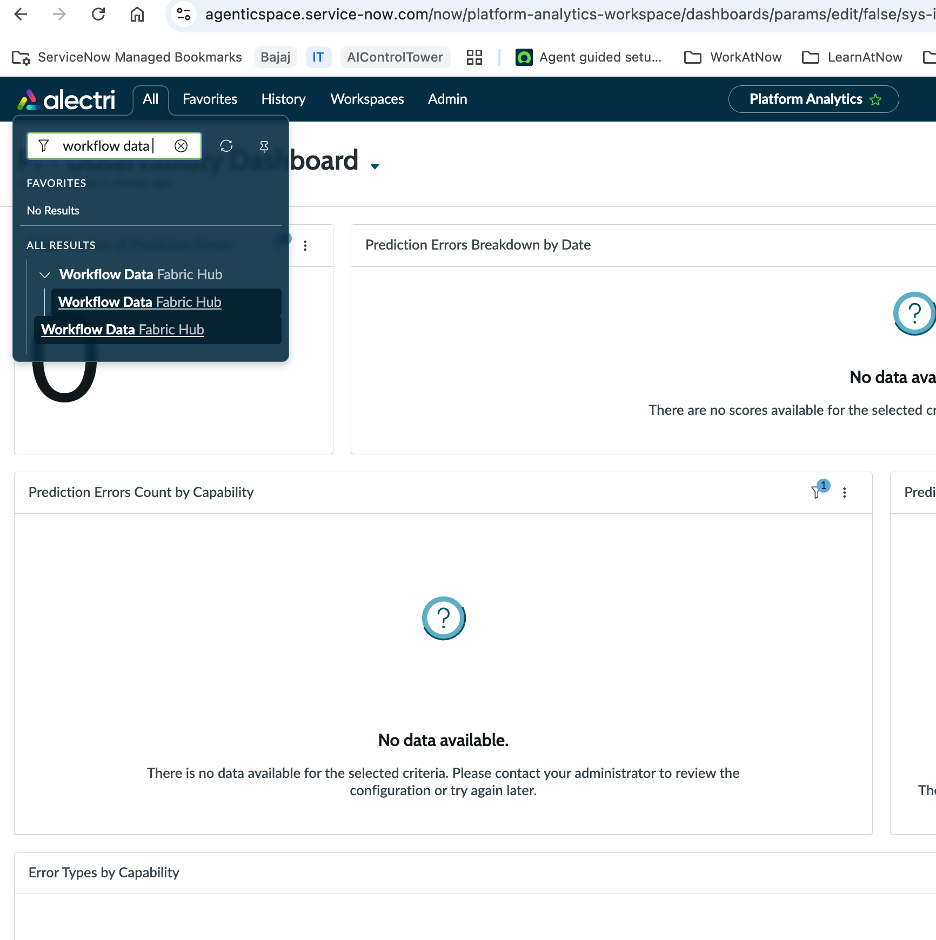 agenticspace.service-now.com/now/platform-analytics-workspace/dashboards/params/edit/false/sys-i
ServiceNow Managed Bookmarks Bajaj IT AIControlTower Agent guided setu... WorkAtNow LearnAtNow
alectri All Favorites History Workspaces Admin Platform Analytics
workflow data
Dashboard
FAVORITES
No Results
ALL RESULTS
Workflow Data Fabric Hub
Workflow Data Fabric Hub
Workflow Data Fabric Hub
0
Prediction Errors Breakdown by Date
?
No data ava
There are no scores available for the selected cr
Prediction Errors Count by Capability
1
Predi
?
No data available.
There is no data available for the selected criteria. Please contact your administrator to review the
configuration or try again later.
The
Error Types by Capability